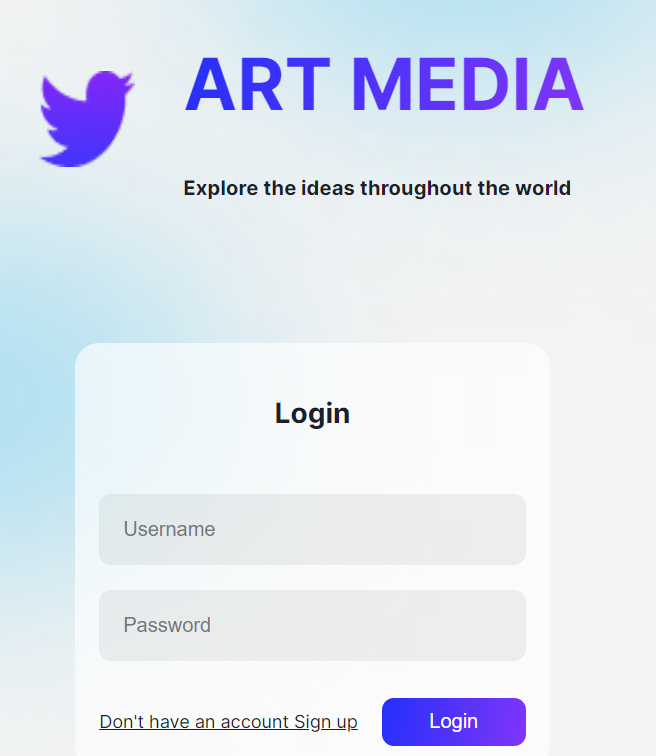 ART MEDIA
Explore the ideas throughout the world
Login
Username
Password
Don't have an account Sign up
Login